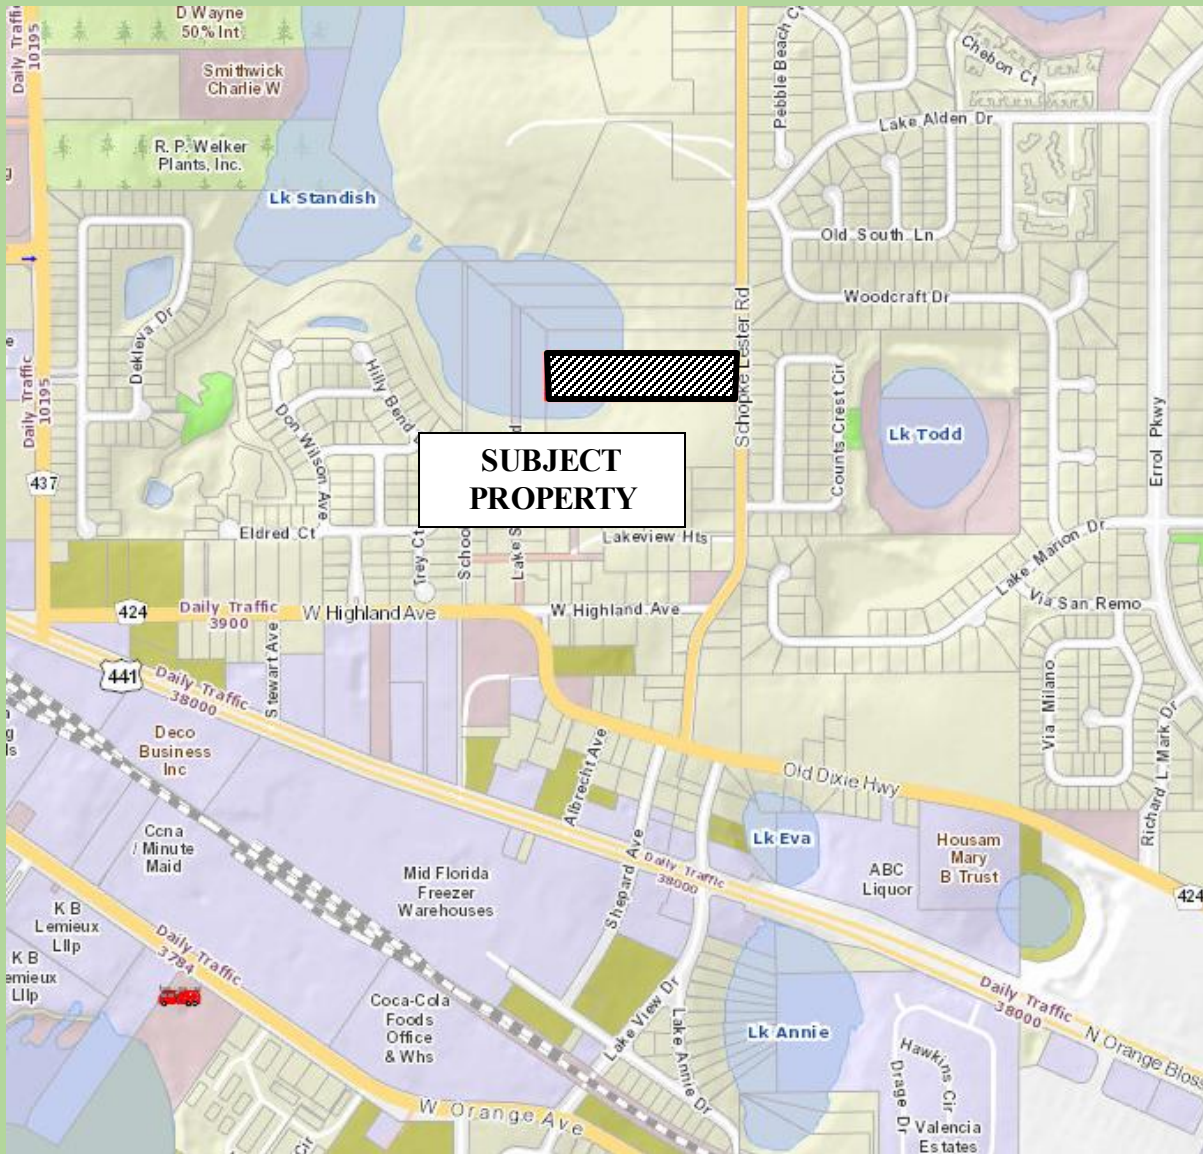 D Wayne
50% Int
Daily Traffic
10195
Smithwick
Charlie W
R. P. Welker
Plants, Inc.
Lk Standish
Pebble Beach Ct
Chebon Ct
Lake Alden Dr
Old South Ln
Woodcraft Dr
Schopke Lester Rd
Dekleva Dr
Daily Traffic
10195
Hilly Bend
Don Wilson Ave
Counts Crest Cir
Lk Todd
Errol Pkwy
SUBJECT
PROPERTY
437
Eldred Ct
Trey Ct
Schoo
Lake S
Lakeview Hts
Lake Marion Dr
Via San Remo
424
Daily Traffic
3900
W Highland Ave
W Highland Ave
Stewart Ave
441
Daily Traffic
38000
Via Milano
Richard L. Mark Dr
Deco
Business
Inc
Albrecht Ave
Old Dixie Hwy
Ccna
/ Minute
Maid
Mid Florida
Freezer
Warehouses
Shepard Ave
Daily Traffic
38000
Lk Eva
ABC
Liquor
Housam
Mary
B Trust
424
K B
Lemieux
Lllp
K B
emieux
Lllp
Daily Traffic
3784
Coca-Cola
Foods
Office
& Whs
Lake View Dr
Lake Annie Dr
Lk Annie
Daily Traffic
38000
N Orange Bloss
Hawkins Cir
Drage Dr
Valencia
Estates
W Orange Ave
Cir